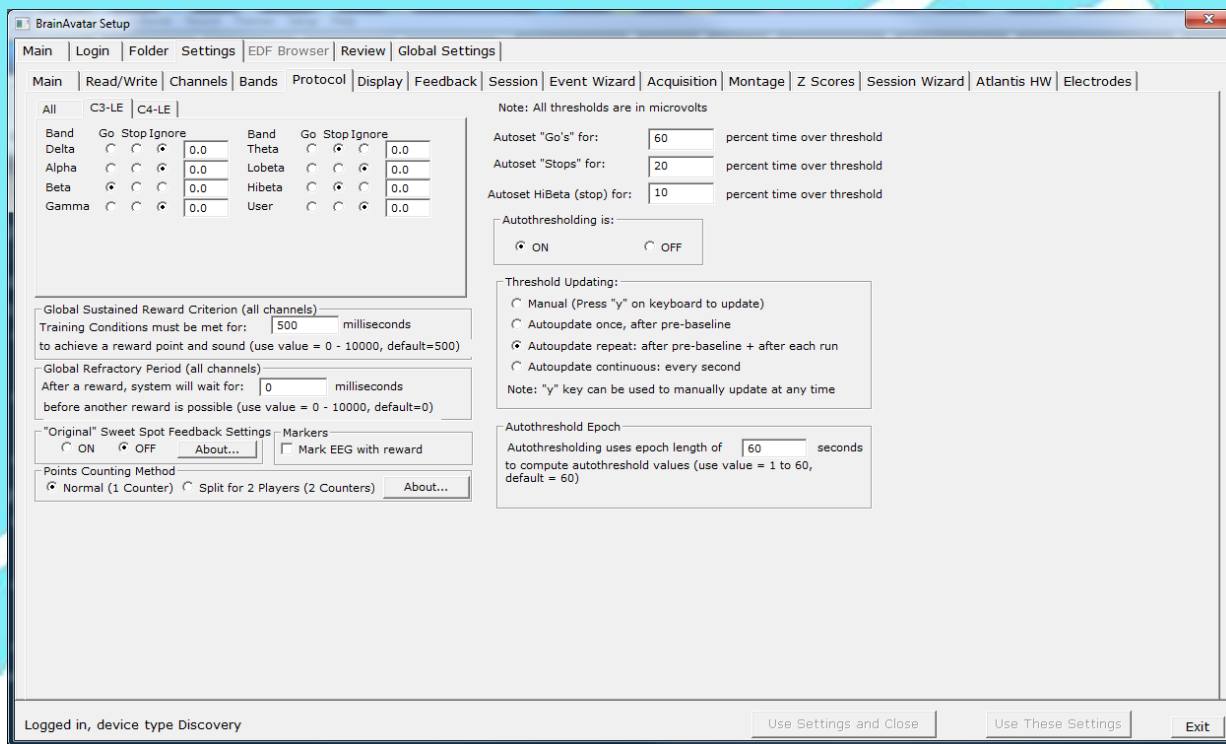 BrainAvatar Setup
Main Login Folder Settings EDF Browser Review Global Settings
Main Read/Write Channels Bands Protocol Display Feedback Session Event Wizard Acquisition Montage Z Scores Session Wizard Atlantis HW Electrodes
All C3-LE C4-LE
Band Go Stop Ignore Band Go Stop Ignore
Delta 0.0 Theta 0.0
Alpha 0.0 Lobeta 0.0
Beta 0.0 Hibeta 0.0
Gamma 0.0 User 0.0
Global Sustained Reward Criterion (all channels)
Training Conditions must be met for: 500 milliseconds
to achieve a reward point and sound (use value = 0 - 10000, default=500)
Global Refractory Period (all channels)
After a reward, system will wait for: 0 milliseconds
before another reward is possible (use value = 0 - 10000, default=0)
"Original" Sweet Spot Feedback Settings
ON OFF About...
Markers
Mark EEG with reward
Points Counting Method
Normal (1 Counter) Split for 2 Players (2 Counters) About...
Note: All thresholds are in microvolts
Autoset "Go's" for: 60 percent time over threshold
Autoset "Stops" for: 20 percent time over threshold
Autoset HiBeta (stop) for: 10 percent time over threshold
Autothresholding is:
ON OFF
Threshold Updating:
Manual (Press "y" on keyboard to update)
Autoupdate once, after pre-baseline
Autoupdate repeat: after pre-baseline + after each run
Autoupdate continuous: every second
Note: "y" key can be used to manually update at any time
Autothreshold Epoch
Autothresholding uses epoch length of 60 seconds
to compute autothreshold values (use value = 1 to 60,
default = 60)
Logged in, device type Discovery
Use Settings and Close Use These Settings Exit